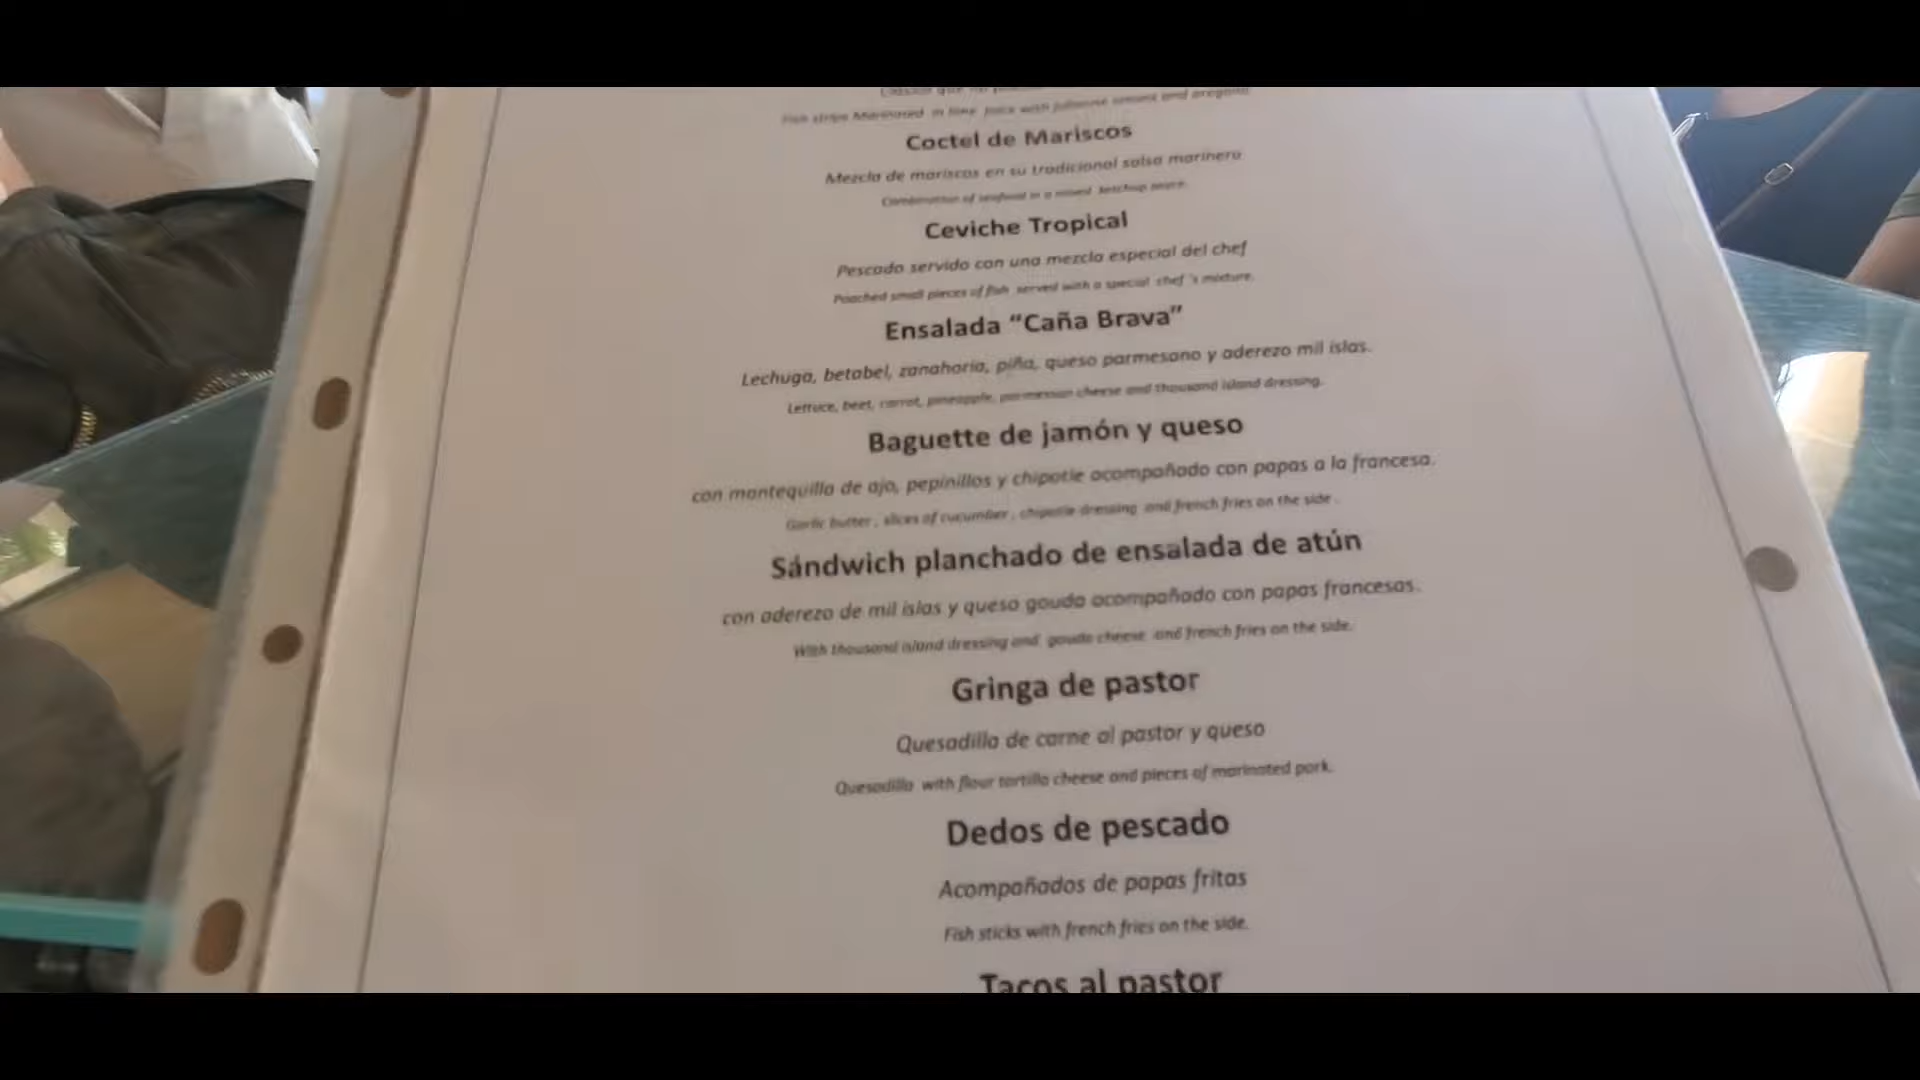 Fish strips Marinated in lime juice with julienne onions and oregano
Coctel de Mariscos
Mezcla de mariscos en su tradicional salsa marinera
Combination of seafood in a mixed ketchup sauce.
Ceviche Tropical
Pescado servido con una mezcla especial del chef
Poached small pieces of fish served with a special chef ´s mixture.
Ensalada “Caña Brava”
Lechuga, betabel, zanahoria, piña, queso parmesano y aderezo mil islas.
Lettuce, beet, carrot, pineapple, parmessan cheese and thousand island dressing.
Baguette de jamón y queso
con mantequilla de ajo, pepinillos y chipotle acompañado con papas a la francesa.
Garlic butter , slices of cucumber , chipotle dressing and french fries on the side .
Sándwich planchado de ensalada de atún
con aderezo de mil islas y queso gouda acompañado con papas francesas.
With thousand island dressing and gouda cheese and french fries on the side.
Gringa de pastor
Quesadilla de carne al pastor y queso
Quesadilla with flour tortilla cheese and pieces of marinated pork.
Dedos de pescado
Acompañados de papas fritas
Fish sticks with french fries on the side.
Tacos al pastor